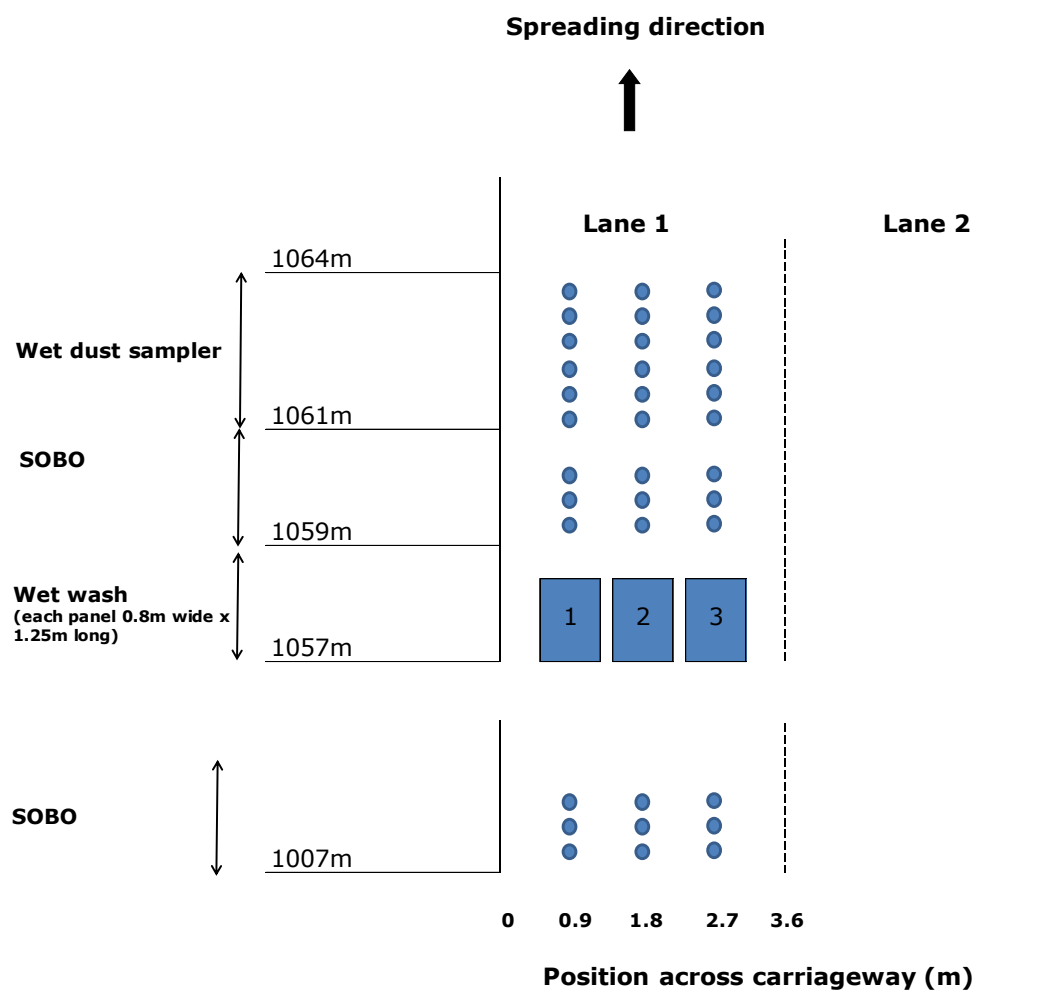 Spreading direction
Lane 1
Lane 2
1064m
Wet dust sampler
1061m
SOBO
1059m
Wet wash
(each panel 0.8m wide x
1.25m long)
1 2 3
1057m
SOBO
1007m
0 0.9 1.8 2.7 3.6
Position across carriageway (m)